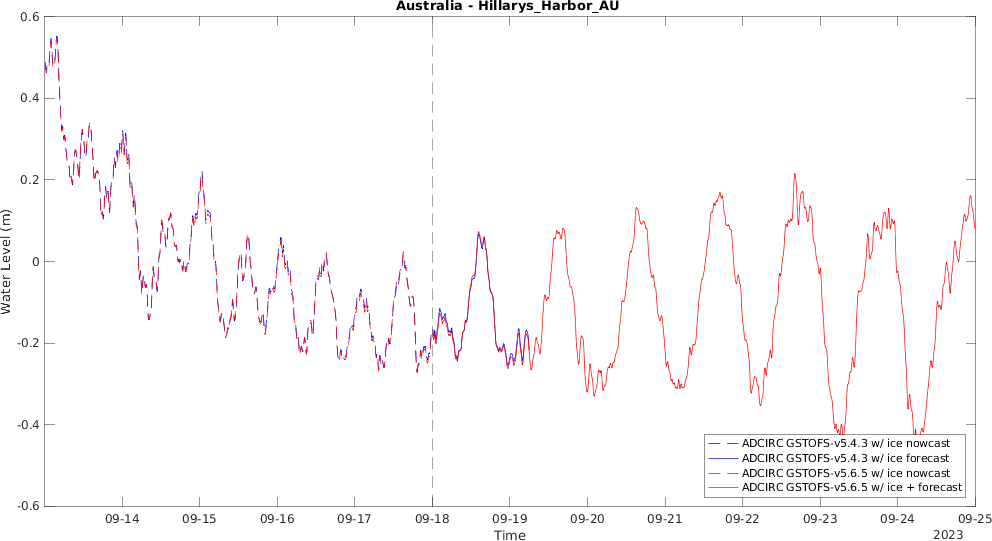 Australia - Hillarys_Harbor_AU
0.6
0.4
0.2
0
-0.2
-0.4
-0.6
Water Level (m)
ADCIRC GSTOFS-v5.4.3 w/ ice nowcast
ADCIRC GSTOFS-v5.4.3 w/ ice forecast
ADCIRC GSTOFS-v5.6.5 w/ ice nowcast
ADCIRC GSTOFS-v5.6.5 w/ ice + forecast
09-14 09-15 09-16 09-17 09-18 09-19 09-20 09-21 09-22 09-23 09-24 09-25
Time
2023